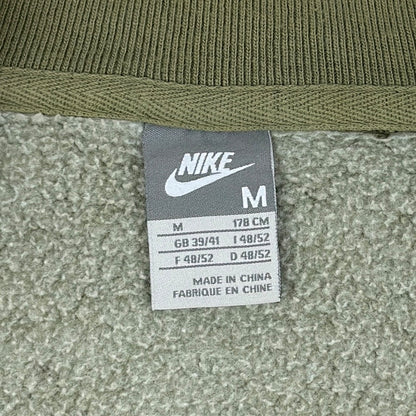 NIKE
M
M 178 CM
GB 39/41 I 48/52
F 48/52 D 48/52
MADE IN CHINA
FABRIQUE EN CHINE